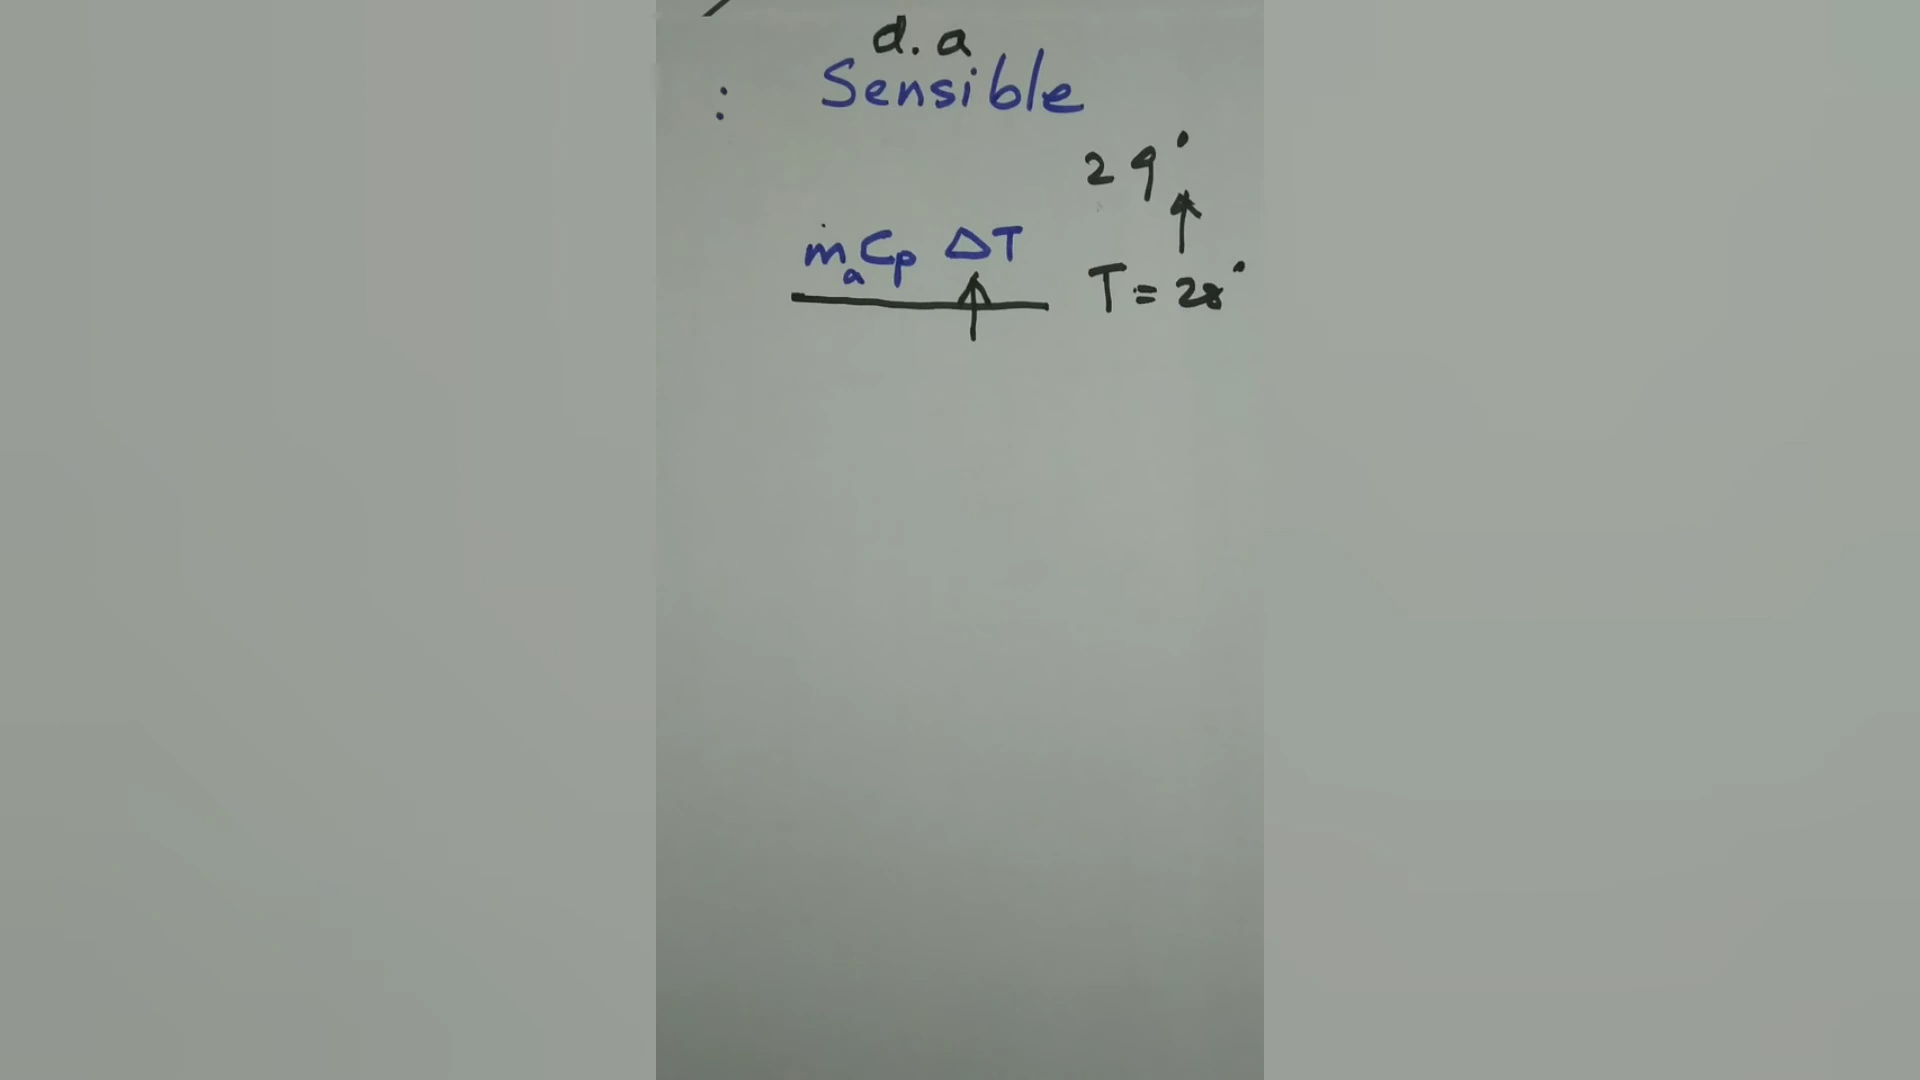 d. a
: Sensible
29°
ṁₐCp ΔT
T = 28°